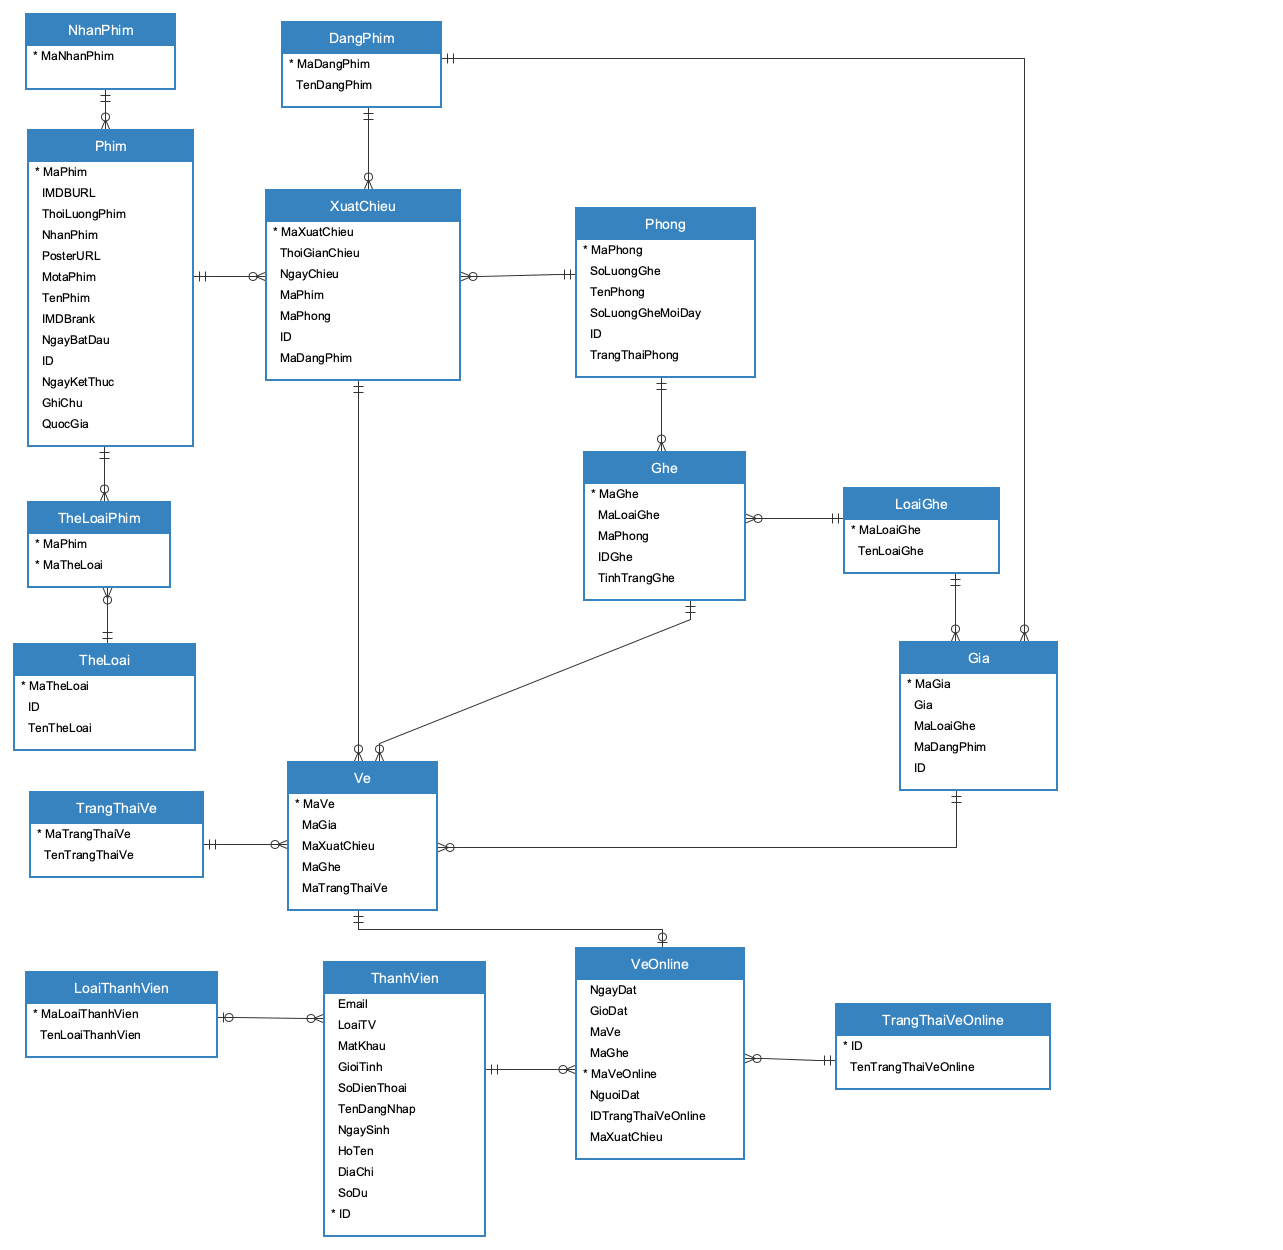 NhanPhim
* MaNhanPhim
DangPhim
* MaDangPhim
TenDangPhim
Phim
* MaPhim
IMDBURL
ThoiLuongPhim
NhanPhim
PosterURL
MotaPhim
TenPhim
IMDBrank
NgayBatDau
ID
NgayKetThuc
GhiChu
QuocGia
XuatChieu
* MaXuatChieu
ThoiGianChieu
NgayChieu
MaPhim
MaPhong
ID
MaDangPhim
Phong
* MaPhong
SoLuongGhe
TenPhong
SoLuongGheMoiDay
ID
TrangThaiPhong
Ghe
* MaGhe
MaLoaiGhe
MaPhong
IDGhe
TinhTrangGhe
LoaiGhe
* MaLoaiGhe
TenLoaiGhe
TheLoaiPhim
* MaPhim
* MaTheLoai
TheLoai
* MaTheLoai
ID
TenTheLoai
Gia
* MaGia
Gia
MaLoaiGhe
MaDangPhim
ID
TrangThaiVe
* MaTrangThaiVe
TenTrangThaiVe
Ve
* MaVe
MaGia
MaXuatChieu
MaGhe
MaTrangThaiVe
LoaiThanhVien
* MaLoaiThanhVien
TenLoaiThanhVien
ThanhVien
Email
LoaiTV
MatKhau
GioiTinh
SoDienThoai
TenDangNhap
NgaySinh
HoTen
DiaChi
SoDu
* ID
VeOnline
NgayDat
GioDat
MaVe
MaGhe
* MaVeOnline
NguoiDat
IDTrangThaiVeOnline
MaXuatChieu
TrangThaiVeOnline
* ID
TenTrangThaiVeOnline